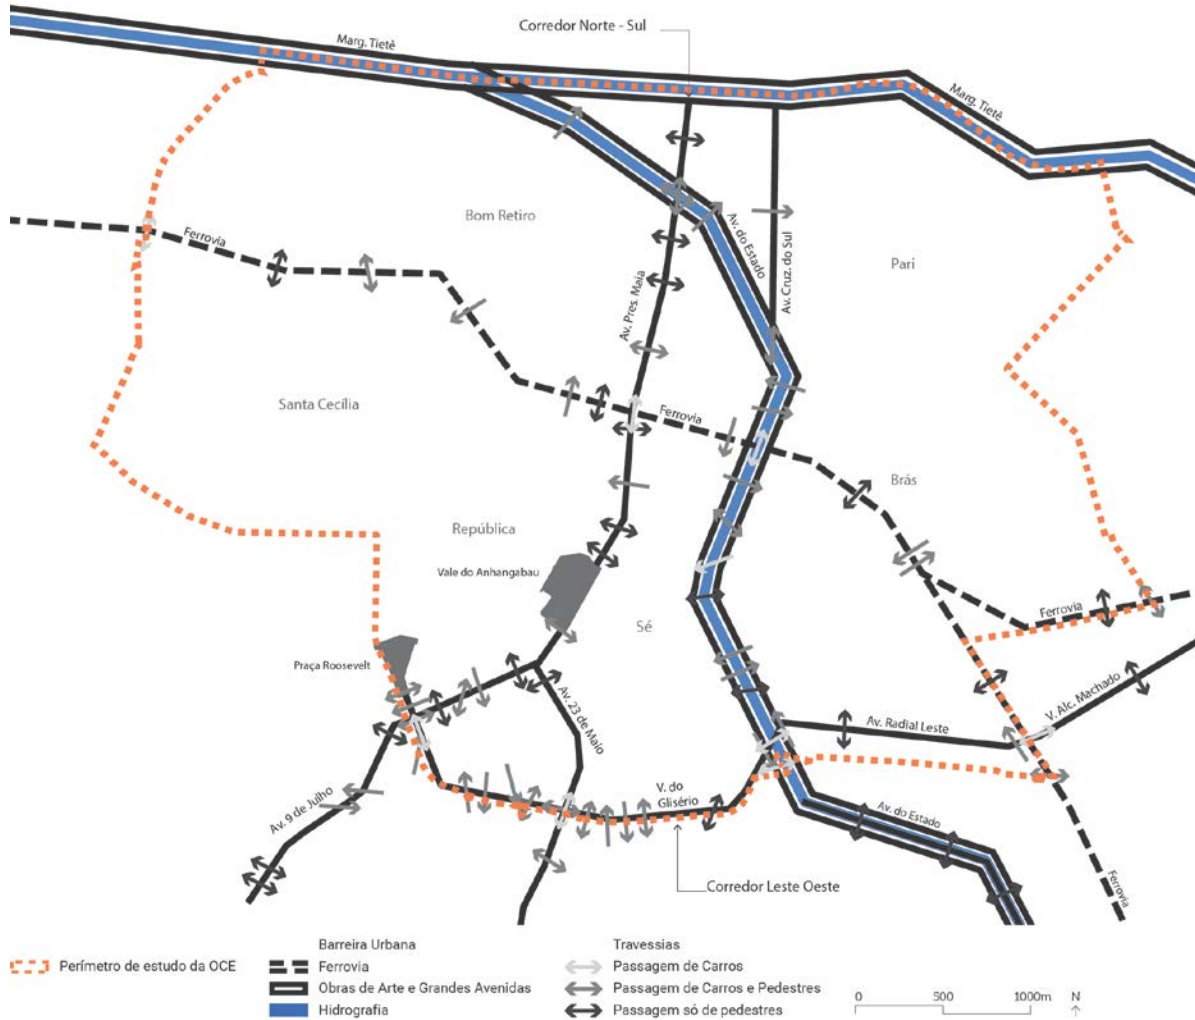 Corredor Norte - Sul
Marg. Tietê
Marg. Tietê
Bom Retiro
Ferrovia
Av. do Estado
Av. Cruz. do Sul
Pari
Av. Pres. Maia
Santa Cecília
Ferrovia
Brás
República
Vale do Anhangabau
Sé
Ferrovia
Praça Roosevelt
Av. 23 de Maio
V. Alc. Machado
Av. Radial Leste
Av. 9 de Julho
V. do
Glisério
Av. do Estado
Corredor Leste Oeste
Ferrovia
Barreira Urbana
Travessias
Perímetro de estudo da OCE
Ferrovia
Passagem de Carros
Obras de Arte e Grandes Avenidas
Passagem de Carros e Pedestres
Hidrografia
Passagem só de pedestres
0 500 1000m N